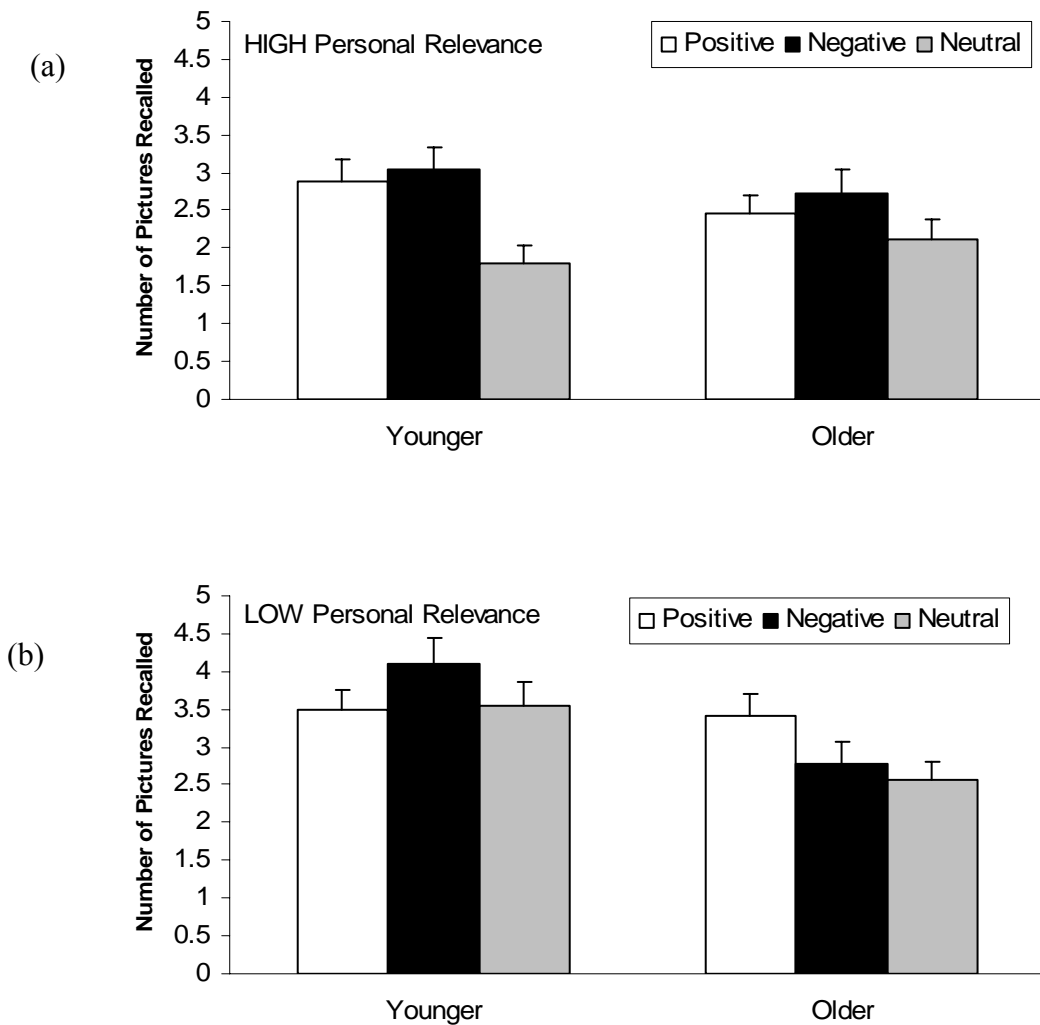 (a)
HIGH Personal Relevance
Positive Negative Neutral
Number of Pictures Recalled
5
4.5
4
3.5
3
2.5
2
1.5
1
0.5
0
Younger Older
(b)
LOW Personal Relevance
Positive Negative Neutral
Number of Pictures Recalled
5
4.5
4
3.5
3
2.5
2
1.5
1
0.5
0
Younger Older